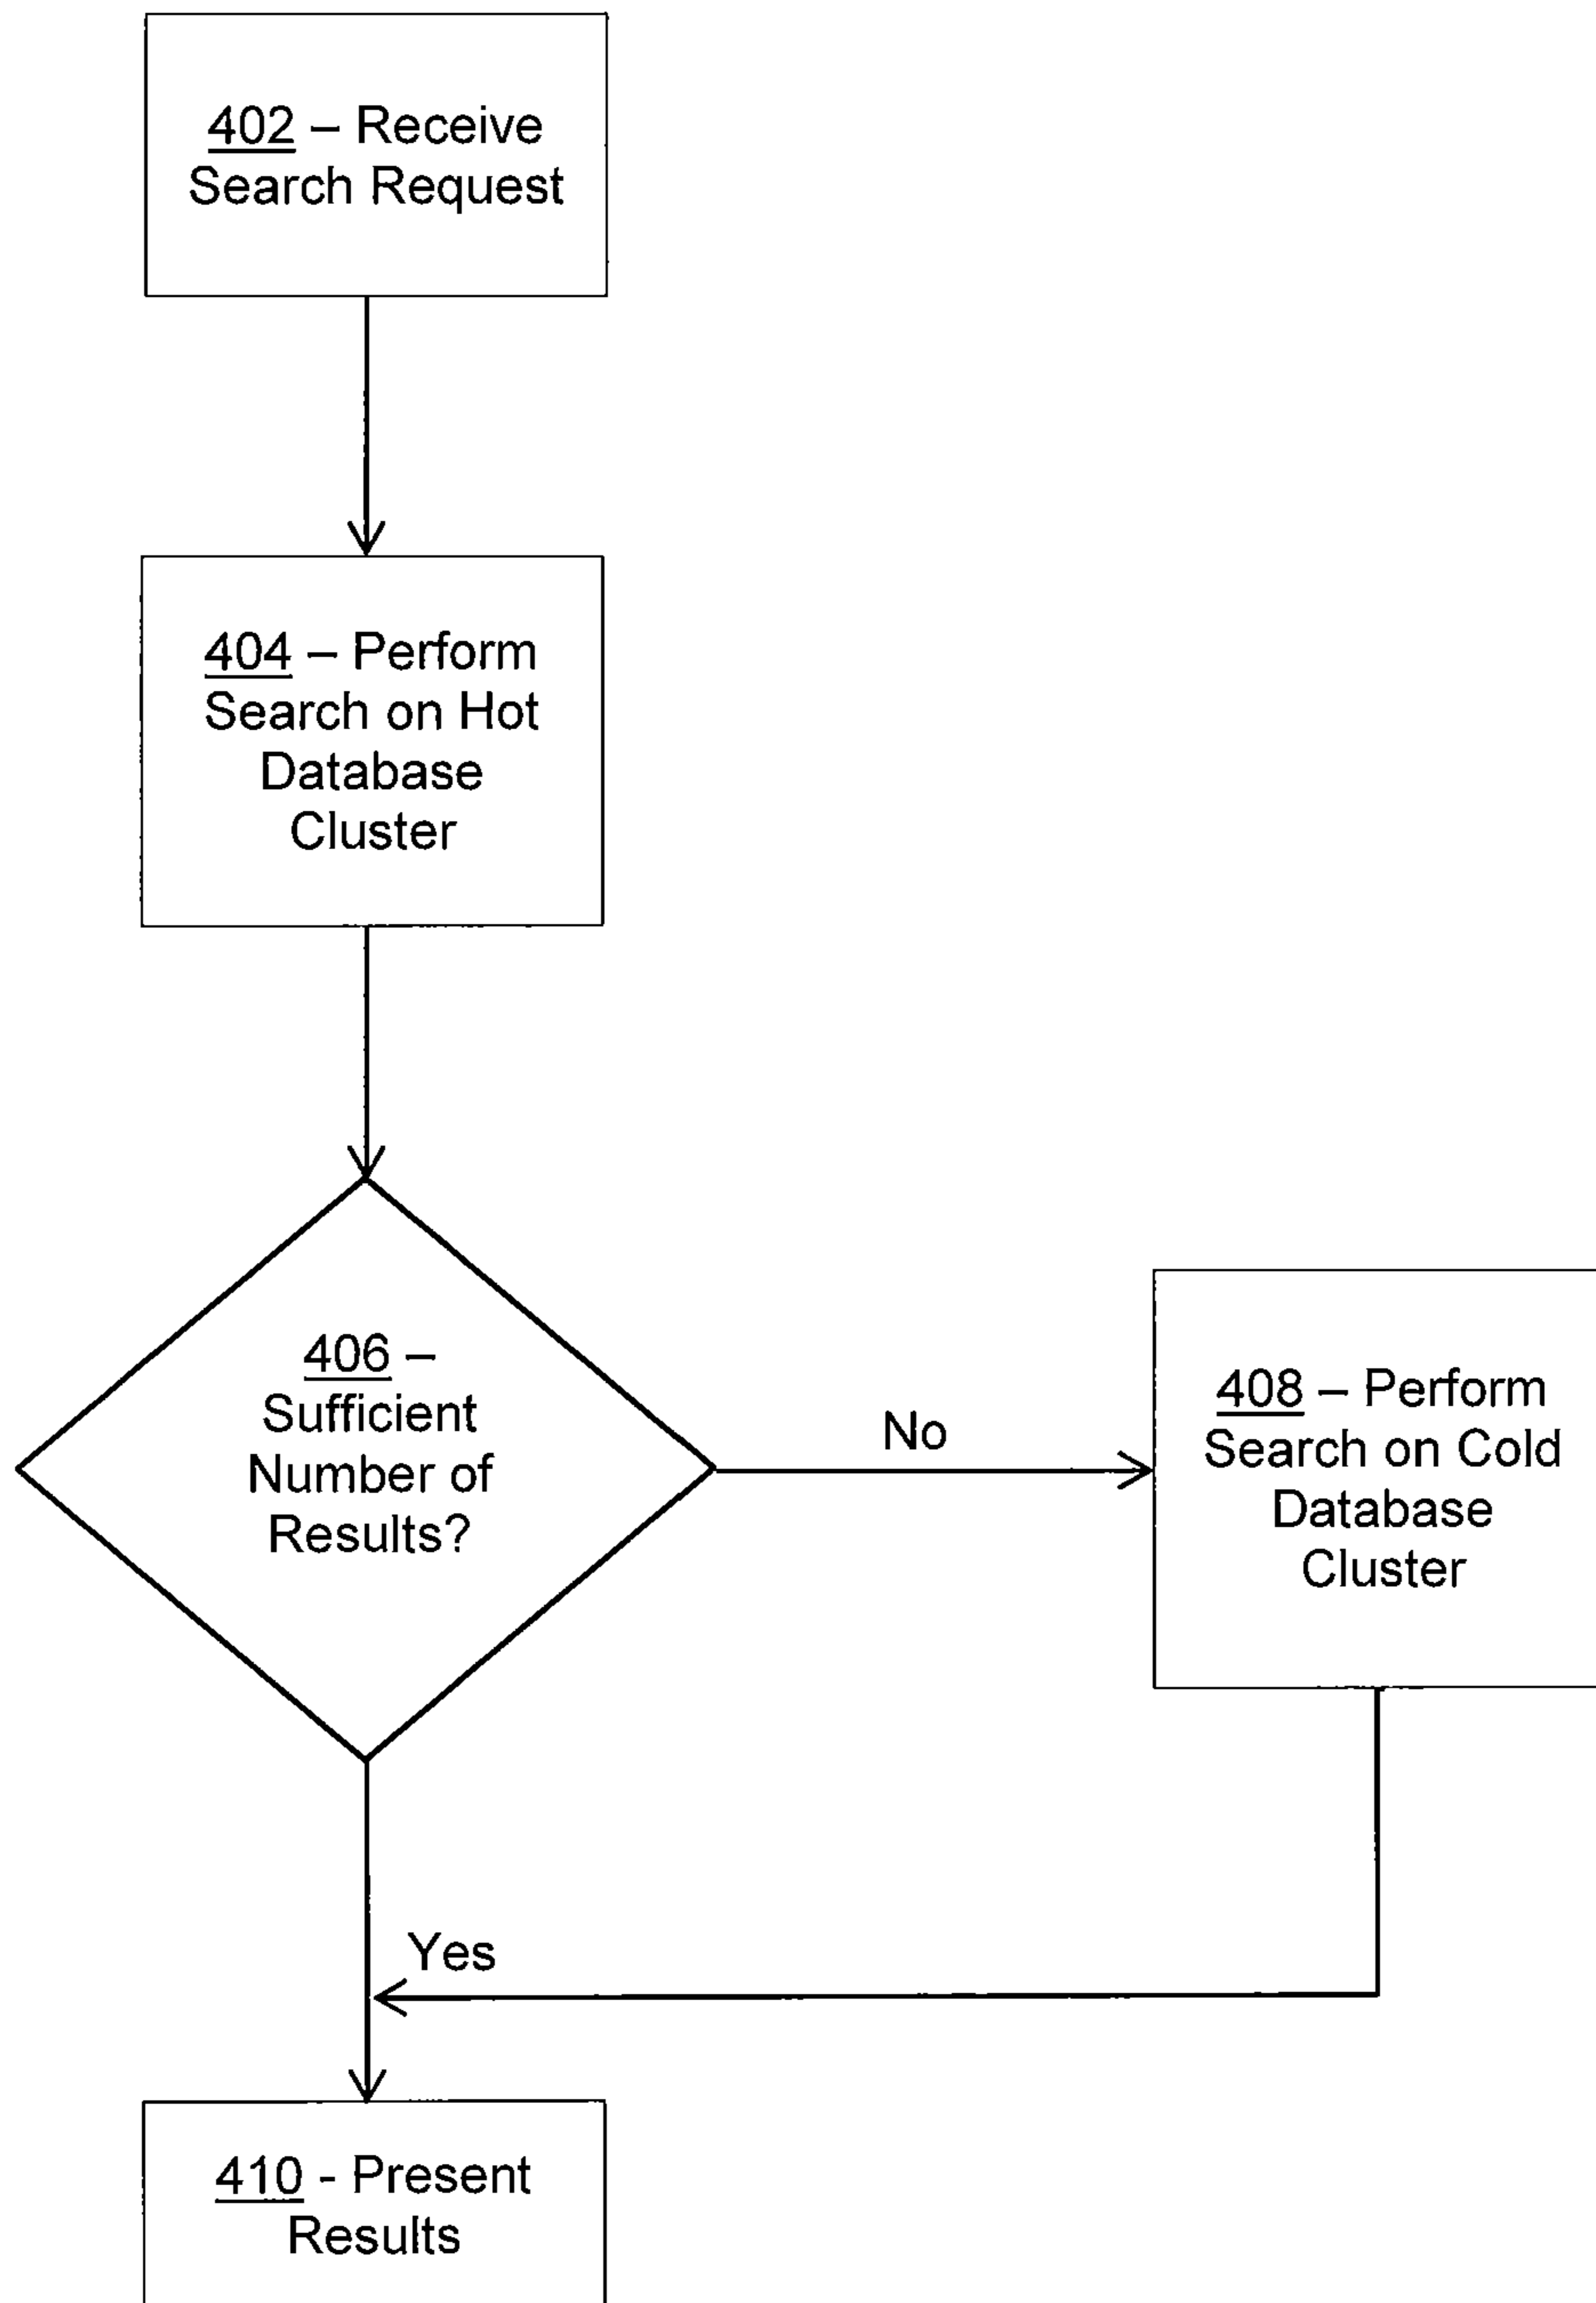 402 – Receive
Search Request
404 – Perform
Search on Hot
Database
Cluster
406 –
Sufficient
Number of
Results?
No
408 – Perform
Search on Cold
Database
Cluster
Yes
410 - Present
Results